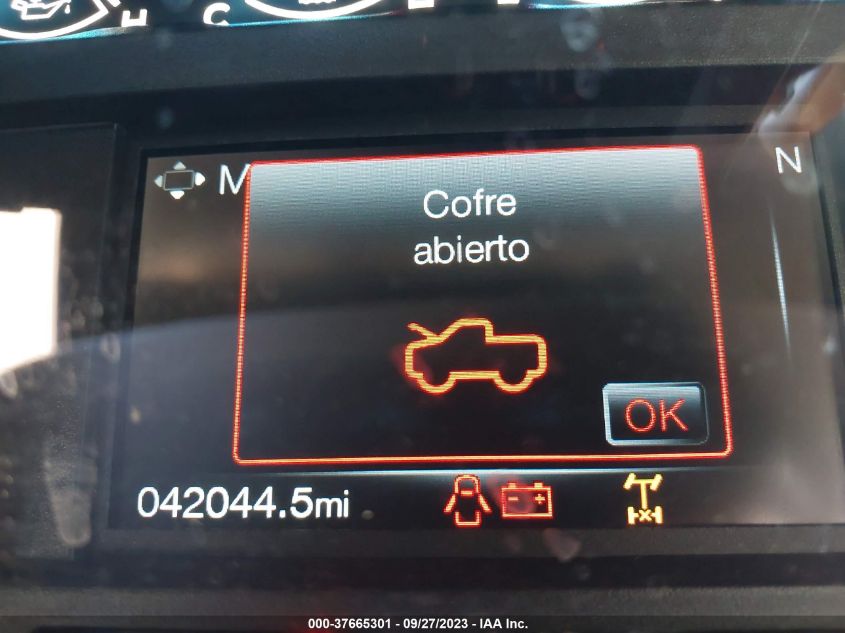 H C
M N
Cofre
abierto
OK
042044.5mi
000-37665301 - 09/27/2023 - IAA Inc.